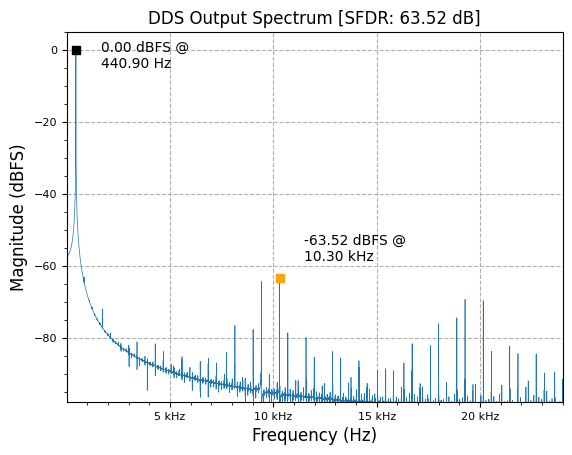 DDS Output Spectrum [SFDR: 63.52 dB]
0.00 dBFS @
440.90 Hz
-63.52 dBFS @
10.30 kHz
Magnitude (dBFS)
0
−20
−40
−60
−80
5 kHz
10 kHz
15 kHz
20 kHz
Frequency (Hz)